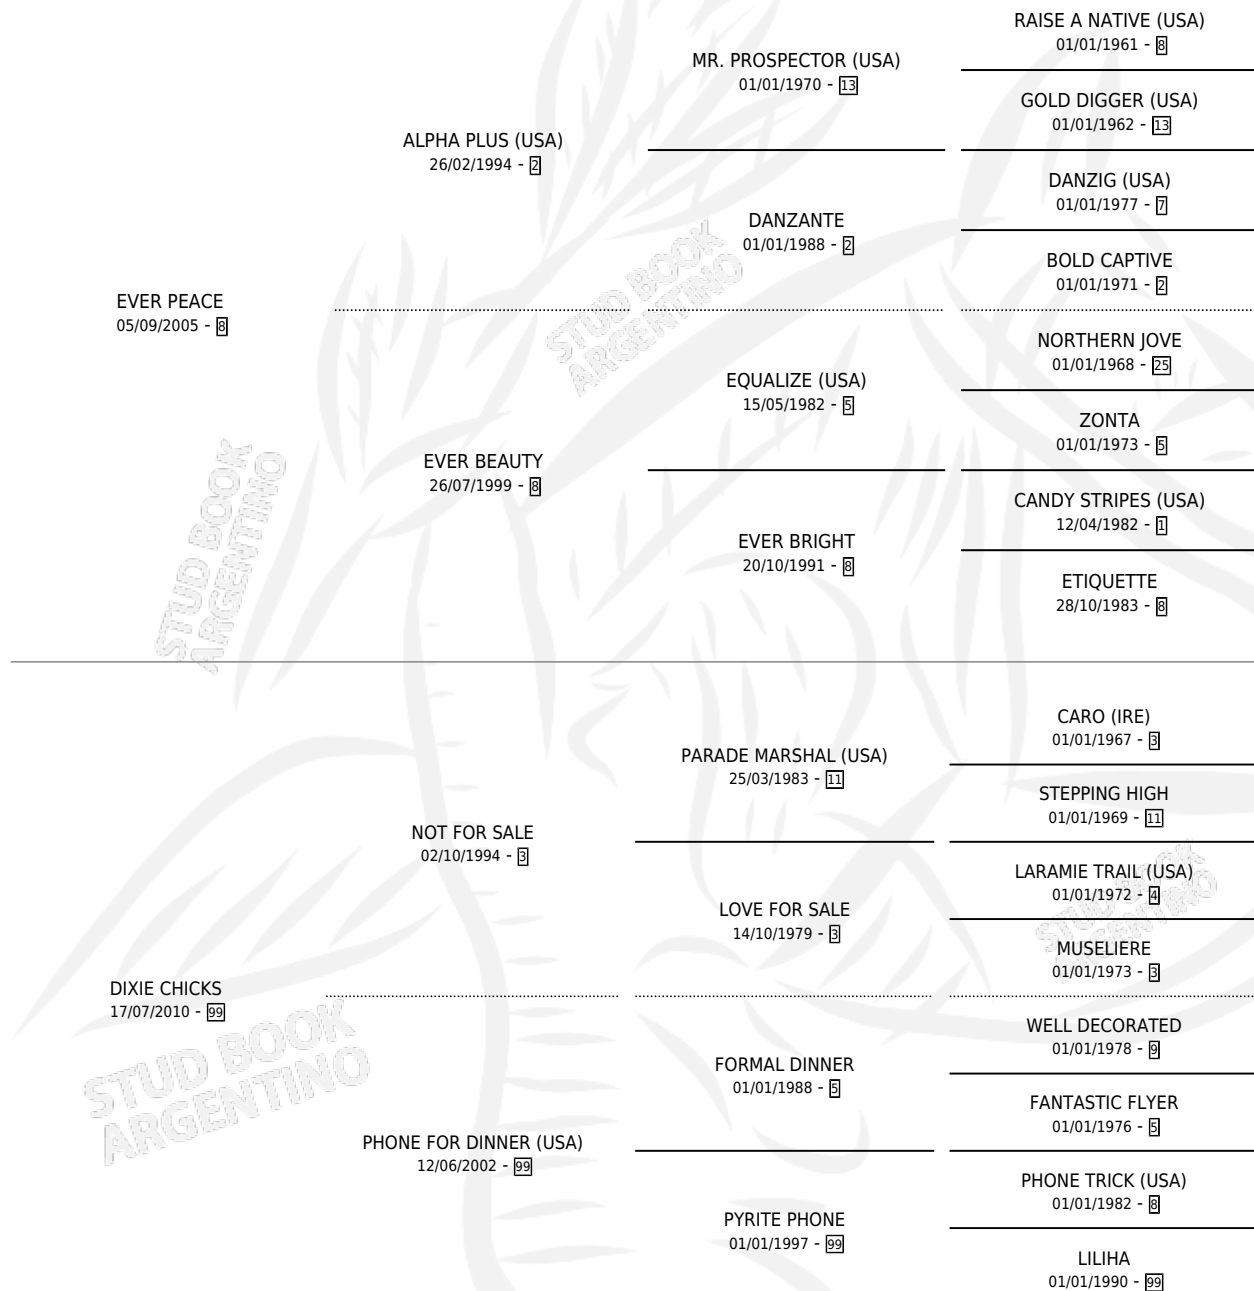 RAISE A NATIVE (USA)
01/01/1961 - 8
MR. PROSPECTOR (USA)
01/01/1970 - 13
GOLD DIGGER (USA)
01/01/1962 - 13
ALPHA PLUS (USA)
26/02/1994 - 2
DANZIG (USA)
01/01/1977 - 7
DANZANTE
01/01/1988 - 2
BOLD CAPTIVE
01/01/1971 - 2
EVER PEACE
05/09/2005 - 8
NORTHERN JOVE
01/01/1968 - 25
EQUALIZE (USA)
15/05/1982 - 5
ZONTA
01/01/1973 - 5
EVER BEAUTY
26/07/1999 - 8
CANDY STRIPES (USA)
12/04/1982 - 1
EVER BRIGHT
20/10/1991 - 8
ETIQUETTE
28/10/1983 - 8
CARO (IRE)
01/01/1967 - 3
PARADE MARSHAL (USA)
25/03/1983 - 11
STEPPING HIGH
01/01/1969 - 11
NOT FOR SALE
02/10/1994 - 3
LARAMIE TRAIL (USA)
01/01/1972 - 4
LOVE FOR SALE
14/10/1979 - 3
MUSELIERE
01/01/1973 - 3
DIXIE CHICKS
17/07/2010 - 99
WELL DECORATED
01/01/1978 - 9
FORMAL DINNER
01/01/1988 - 5
FANTASTIC FLYER
01/01/1976 - 5
PHONE FOR DINNER (USA)
12/06/2002 - 99
PHONE TRICK (USA)
01/01/1982 - 8
PYRITE PHONE
01/01/1997 - 99
LILIHA
01/01/1990 - 99
STUD BOOK
ARGENTINO
STUD BOOK
ARGENTINO
STUD BOOK
ARGENTINO
STUD BOOK
ARGENTINO